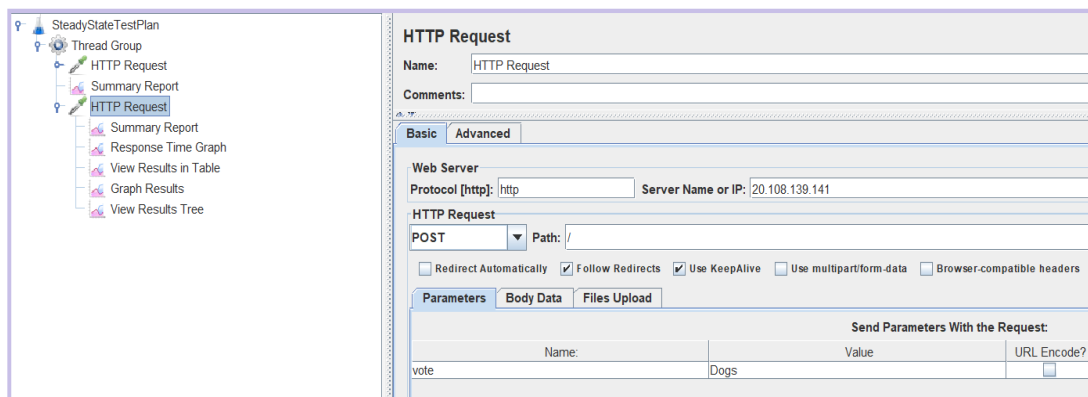 SteadyStateTestPlan
Thread Group
HTTP Request
Summary Report
HTTP Request
Summary Report
Response Time Graph
View Results in Table
Graph Results
View Results Tree
HTTP Request
Name: HTTP Request
Comments:
Basic Advanced
Web Server
Protocol [http]: http Server Name or IP: 20.108.139.141
HTTP Request
POST Path: /
Redirect Automatically Follow Redirects Use KeepAlive Use multipart/form-data Browser-compatible headers
Parameters Body Data Files Upload
Send Parameters With the Request:
Name: Value URL Encode?
vote Dogs